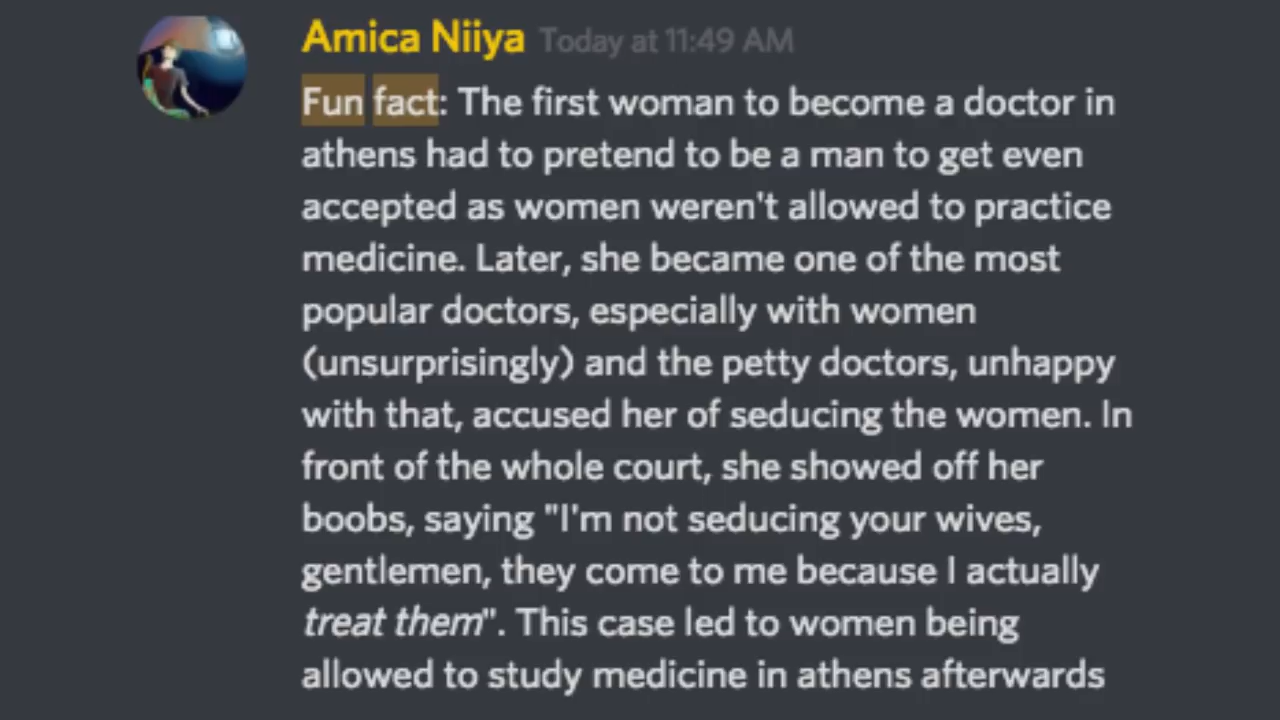 Amica Niiya Today at 11:49 AM
Fun fact: The first woman to become a doctor in
athens had to pretend to be a man to get even
accepted as women weren't allowed to practice
medicine. Later, she became one of the most
popular doctors, especially with women
(unsurprisingly) and the petty doctors, unhappy
with that, accused her of seducing the women. In
front of the whole court, she showed off her
boobs, saying "I'm not seducing your wives,
gentlemen, they come to me because I actually
treat them". This case led to women being
allowed to study medicine in athens afterwards